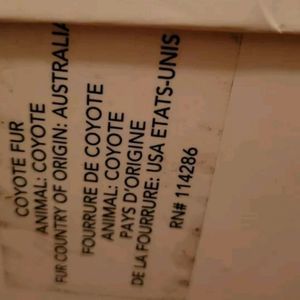 COYOTE FUR
ANIMAL: COYOTE
FUR COUNTRY OF ORIGIN: AUSTRALIA
FOURRURE DE COYOTE
ANIMAL: COYOTE
PAYS D'ORIGINE
DE LA FOURRURE: USA ETATS-UNIS
RN# 114286